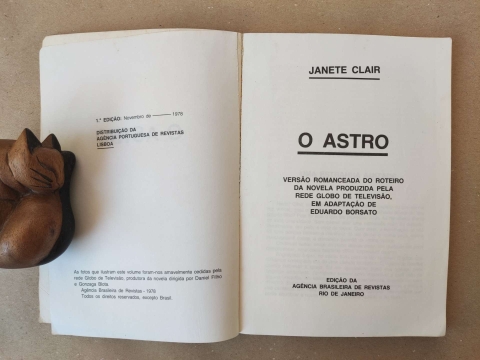 1.ª EDIÇÃO: Novembro de ——— 1978
DISTRIBUIÇÃO DA
AGÊNCIA PORTUGUESA DE REVISTAS
LISBOA
As fotos que ilustram este volume foram-nos amavelmente cedidas pela
rede Globo de Televisão, produtora da novela dirigida por Daniel Filho
e Gonzaga Blota.
Agência Brasileira de Revistas - 1978
Todos os direitos reservados, excepto Brasil.
JANETE CLAIR
O ASTRO
VERSÃO ROMANCEADA DO ROTEIRO
DA NOVELA PRODUZIDA PELA
REDE GLOBO DE TELEVISÃO,
EM ADAPTAÇÃO DE
EDUARDO BORSATO
EDIÇÃO DA
AGÊNCIA BRASILEIRA DE REVISTAS
RIO DE JANEIRO